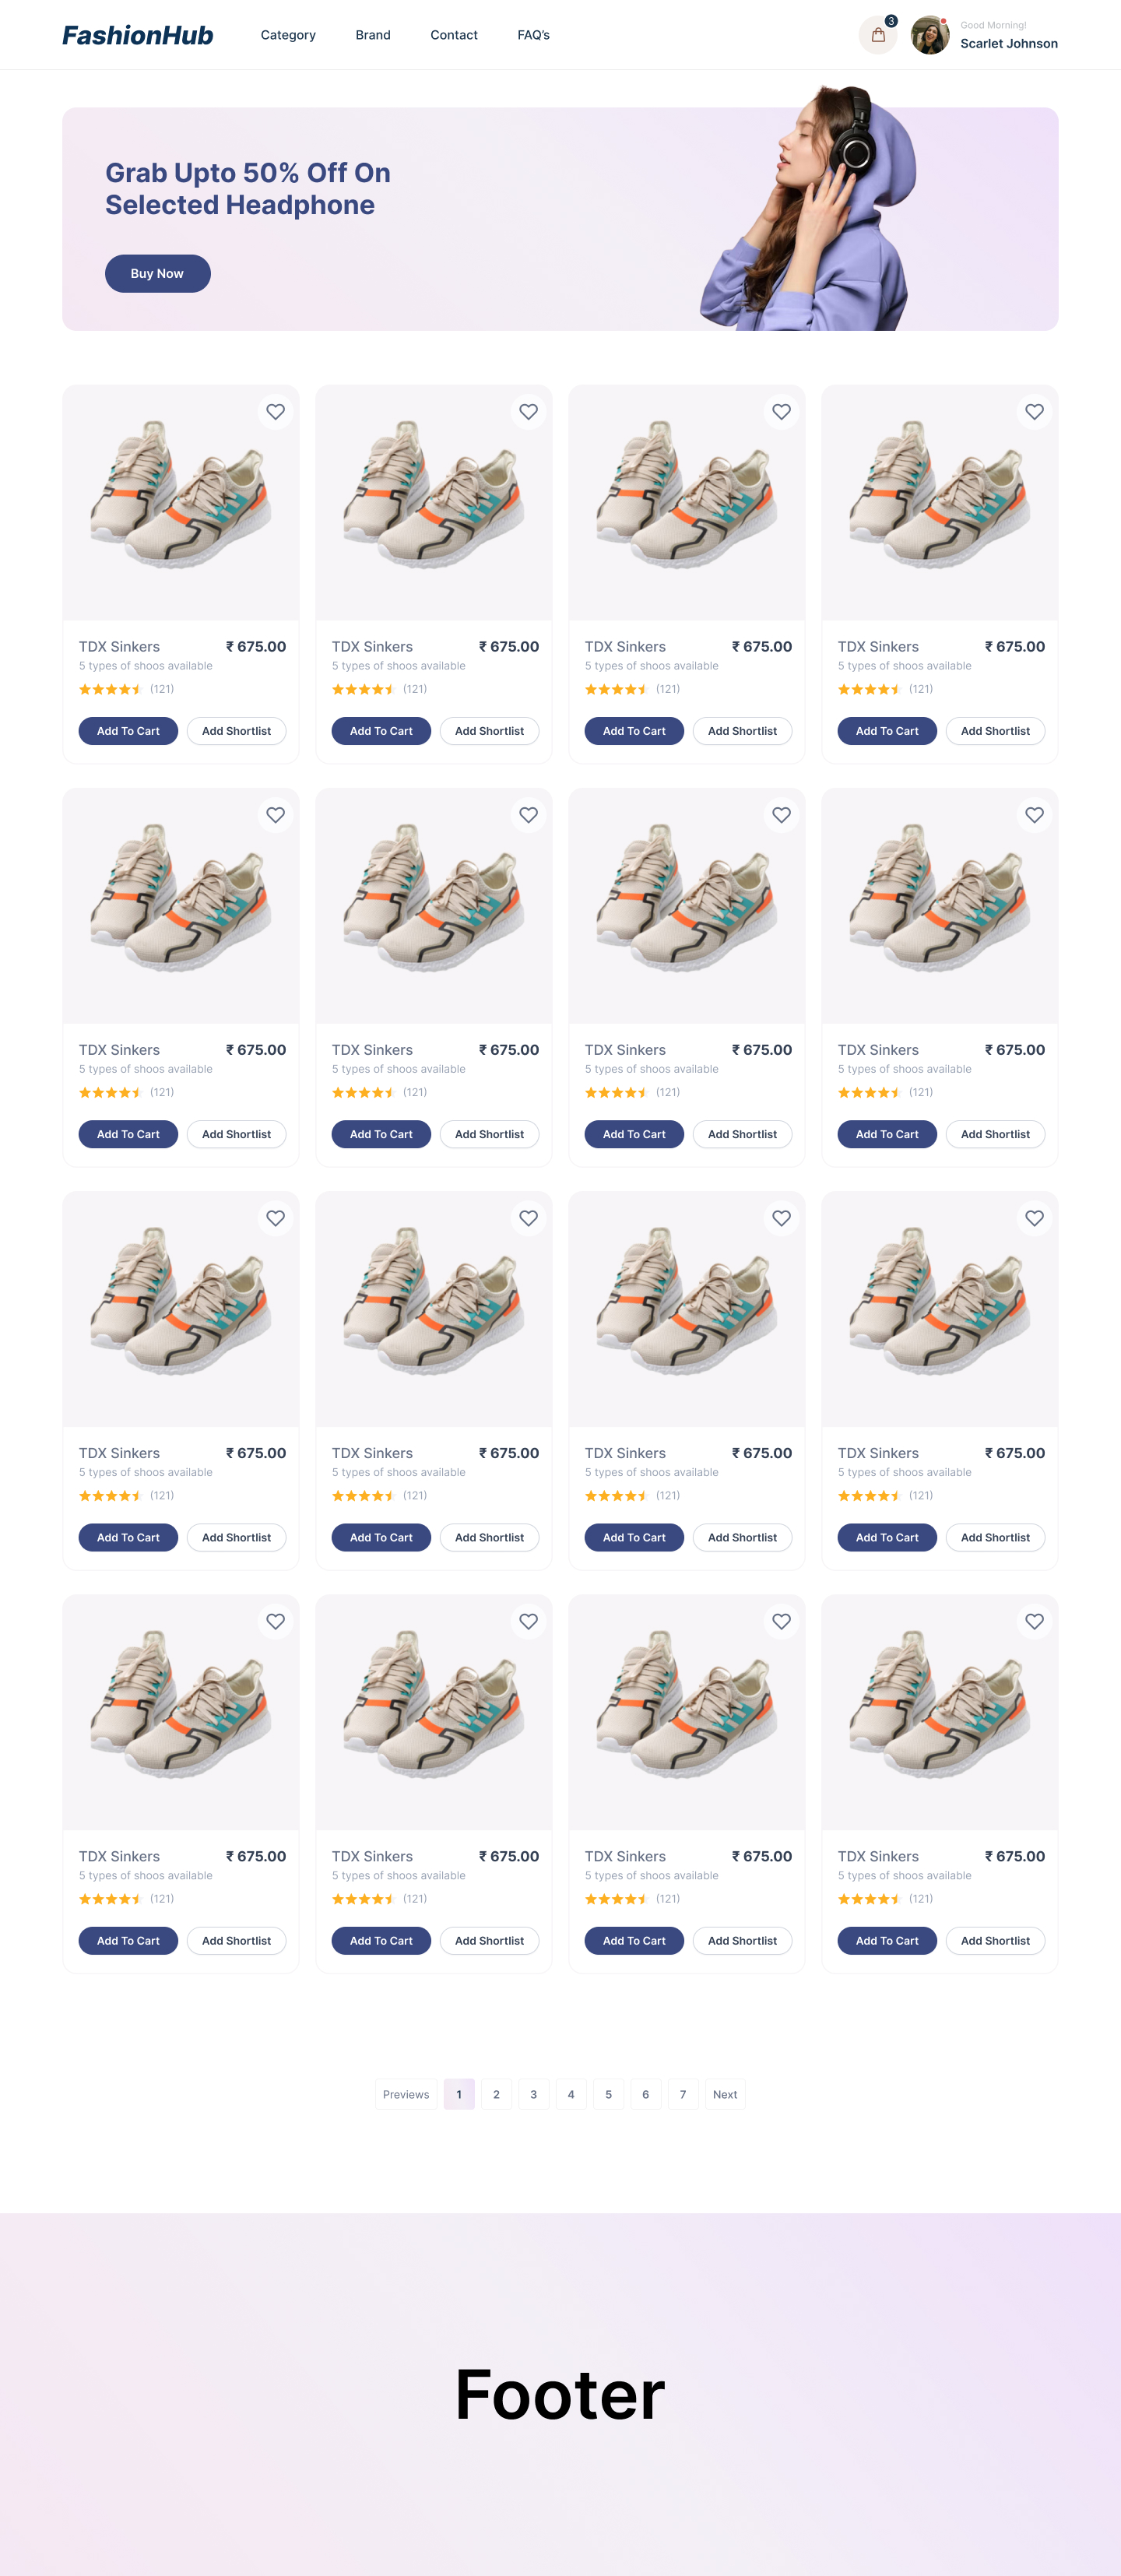 FashionHub
Category Brand Contact FAQ's
3
Good Morning!
Scarlet Johnson
Grab Upto 50% Off On
Selected Headphone
Buy Now
TDX Sinkers ₹ 675.00 TDX Sinkers ₹ 675.00 TDX Sinkers ₹ 675.00 TDX Sinkers ₹ 675.00
5 types of shoos available 5 types of shoos available 5 types of shoos available 5 types of shoos available
(121) (121) (121) (121)
Add To Cart Add Shortlist Add To Cart Add Shortlist Add To Cart Add Shortlist Add To Cart Add Shortlist
TDX Sinkers ₹ 675.00 TDX Sinkers ₹ 675.00 TDX Sinkers ₹ 675.00 TDX Sinkers ₹ 675.00
5 types of shoos available 5 types of shoos available 5 types of shoos available 5 types of shoos available
(121) (121) (121) (121)
Add To Cart Add Shortlist Add To Cart Add Shortlist Add To Cart Add Shortlist Add To Cart Add Shortlist
TDX Sinkers ₹ 675.00 TDX Sinkers ₹ 675.00 TDX Sinkers ₹ 675.00 TDX Sinkers ₹ 675.00
5 types of shoos available 5 types of shoos available 5 types of shoos available 5 types of shoos available
(121) (121) (121) (121)
Add To Cart Add Shortlist Add To Cart Add Shortlist Add To Cart Add Shortlist Add To Cart Add Shortlist
TDX Sinkers ₹ 675.00 TDX Sinkers ₹ 675.00 TDX Sinkers ₹ 675.00 TDX Sinkers ₹ 675.00
5 types of shoos available 5 types of shoos available 5 types of shoos available 5 types of shoos available
(121) (121) (121) (121)
Add To Cart Add Shortlist Add To Cart Add Shortlist Add To Cart Add Shortlist Add To Cart Add Shortlist
Previews 1 2 3 4 5 6 7 Next
Footer